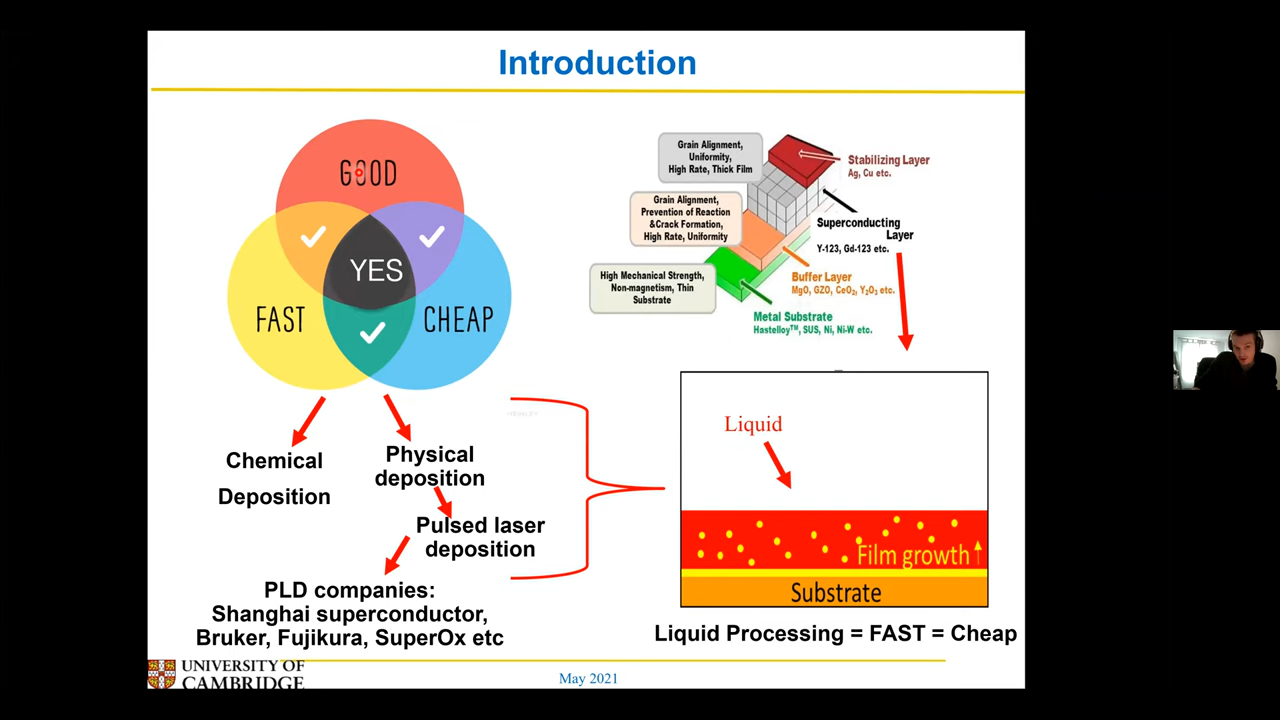 Introduction
GOOD
FAST
CHEAP
YES
Chemical
Deposition
Physical
deposition
Pulsed laser
deposition
PLD companies:
Shanghai superconductor,
Bruker, Fujikura, SuperOx etc
Grain Alignment,
Uniformity,
High Rate, Thick Film
Grain Alignment,
Prevention of Reaction
&Crack Formation,
High Rate, Uniformity
High Mechanical Strength,
Non-magnetism, Thin
Substrate
Stabilizing Layer
Ag, Cu etc.
Superconducting
Layer
Y-123, Gd-123 etc.
Buffer Layer
MgO, GZO, CeO₂, Y₂O₃ etc.
Metal Substrate
Hastelloy™, SUS, Ni, Ni-W etc.
Liquid
Film growth
Substrate
Liquid Processing = FAST = Cheap
UNIVERSITY OF
CAMBRIDGE
May 2021